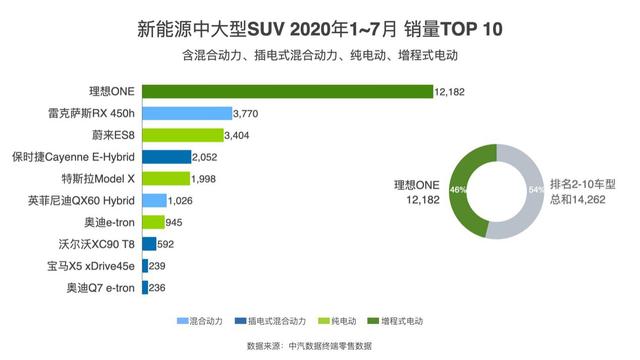 新能源中大型SUV 2020年1~7月 销量TOP 10
含混合动力、插电式混合动力、纯电动、增程式电动
理想ONE 12,182
雷克萨斯RX 450h 3,770
蔚来ES8 3,404
保时捷Cayenne E-Hybrid 2,052
特斯拉Model X 1,998
英菲尼迪QX60 Hybrid 1,026
奥迪e-tron 945
沃尔沃XC90 T8 592
宝马X5 xDrive45e 239
奥迪Q7 e-tron 236
理想ONE
12,182
46%
54%
排名2-10车型
总和14,262
混合动力 插电式混合动力 纯电动 增程式电动
数据来源：中汽数据终端零售数据